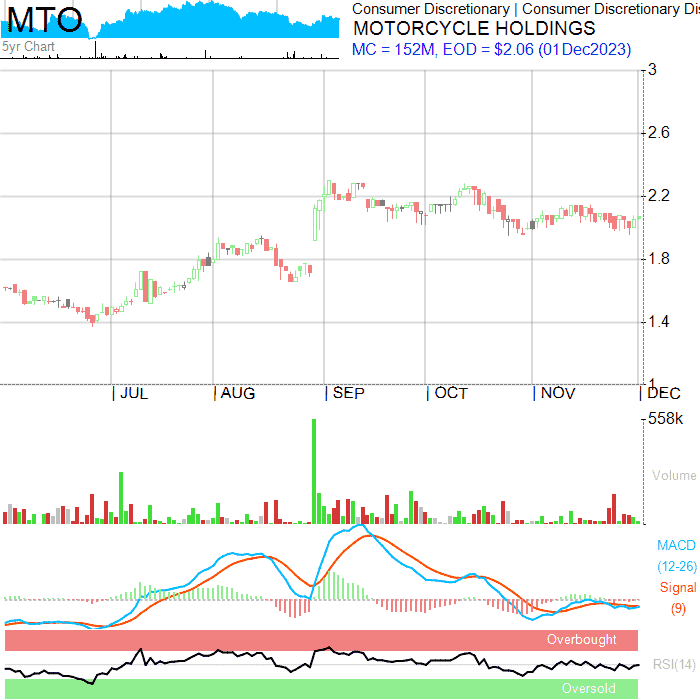 MTO
5yr Chart
Consumer Discretionary | Consumer Discretionary Dis
MOTORCYCLE HOLDINGS
MC = 152M, EOD = $2.06 (01Dec2023)
3
2.6
2.2
1.8
1.4
1
| JUL | AUG | SEP | OCT | NOV | DEC
558k
Volume
MACD
(12-26)
Signal
(9)
Overbought
RSI(14)
Oversold